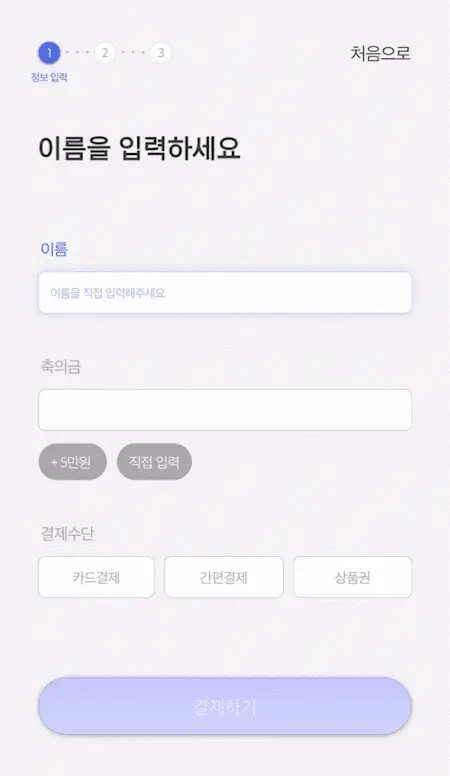 1 ··· 2 ··· 3
처음으로
정보 입력
이름을 입력하세요
이름
이름을 직접 입력해주세요
축의금
+ 5만원
직접 입력
결제수단
카드결제
간편결제
상품권
결제하기